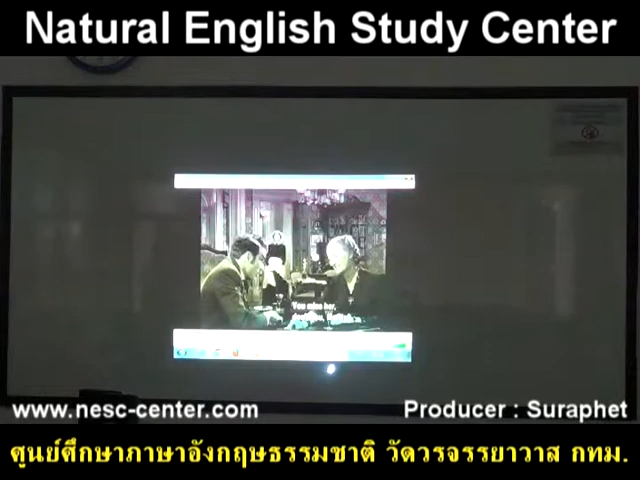 Natural English Study Center
You miss her,
www.nesc-center.com
Producer : Suraphet
ศูนย์ศึกษาภาษาอังกฤษธรรมชาติ วัดวรจรรยาวาส กทม.